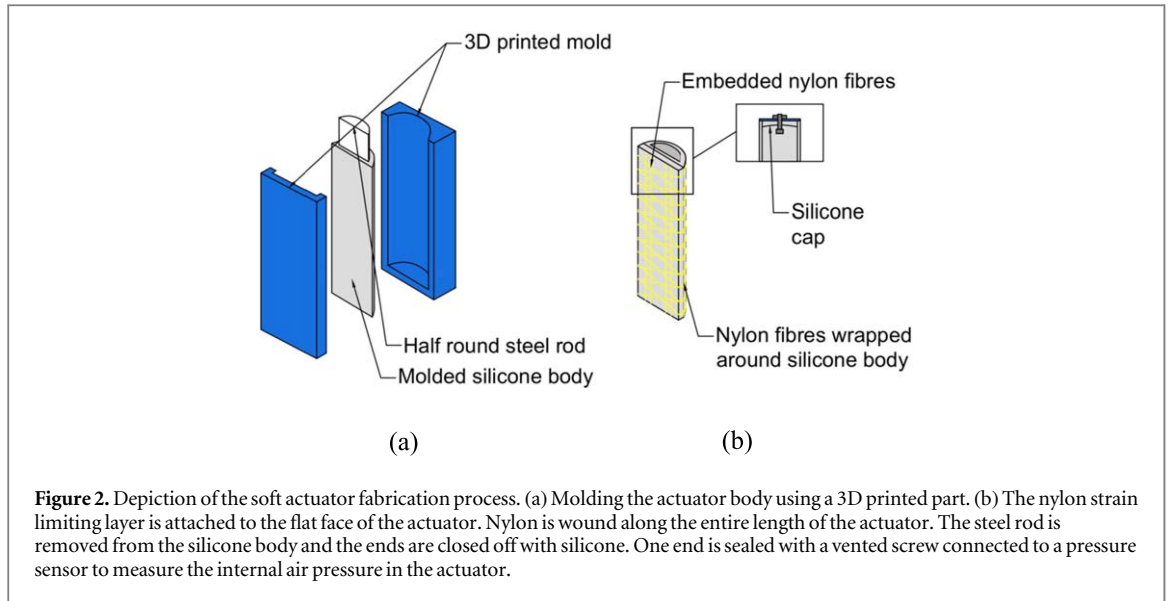 3D printed mold
Embedded nylon fibres
Silicone
cap
Half round steel rod
Molded silicone body
Nylon fibres wrapped
around silicone body
(a)
(b)
Figure 2. Depiction of the soft actuator fabrication process. (a) Molding the actuator body using a 3D printed part. (b) The nylon strain
limiting layer is attached to the flat face of the actuator. Nylon is wound along the entire length of the actuator. The steel rod is
removed from the silicone body and the ends are closed off with silicone. One end is sealed with a vented screw connected to a pressure
sensor to measure the internal air pressure in the actuator.